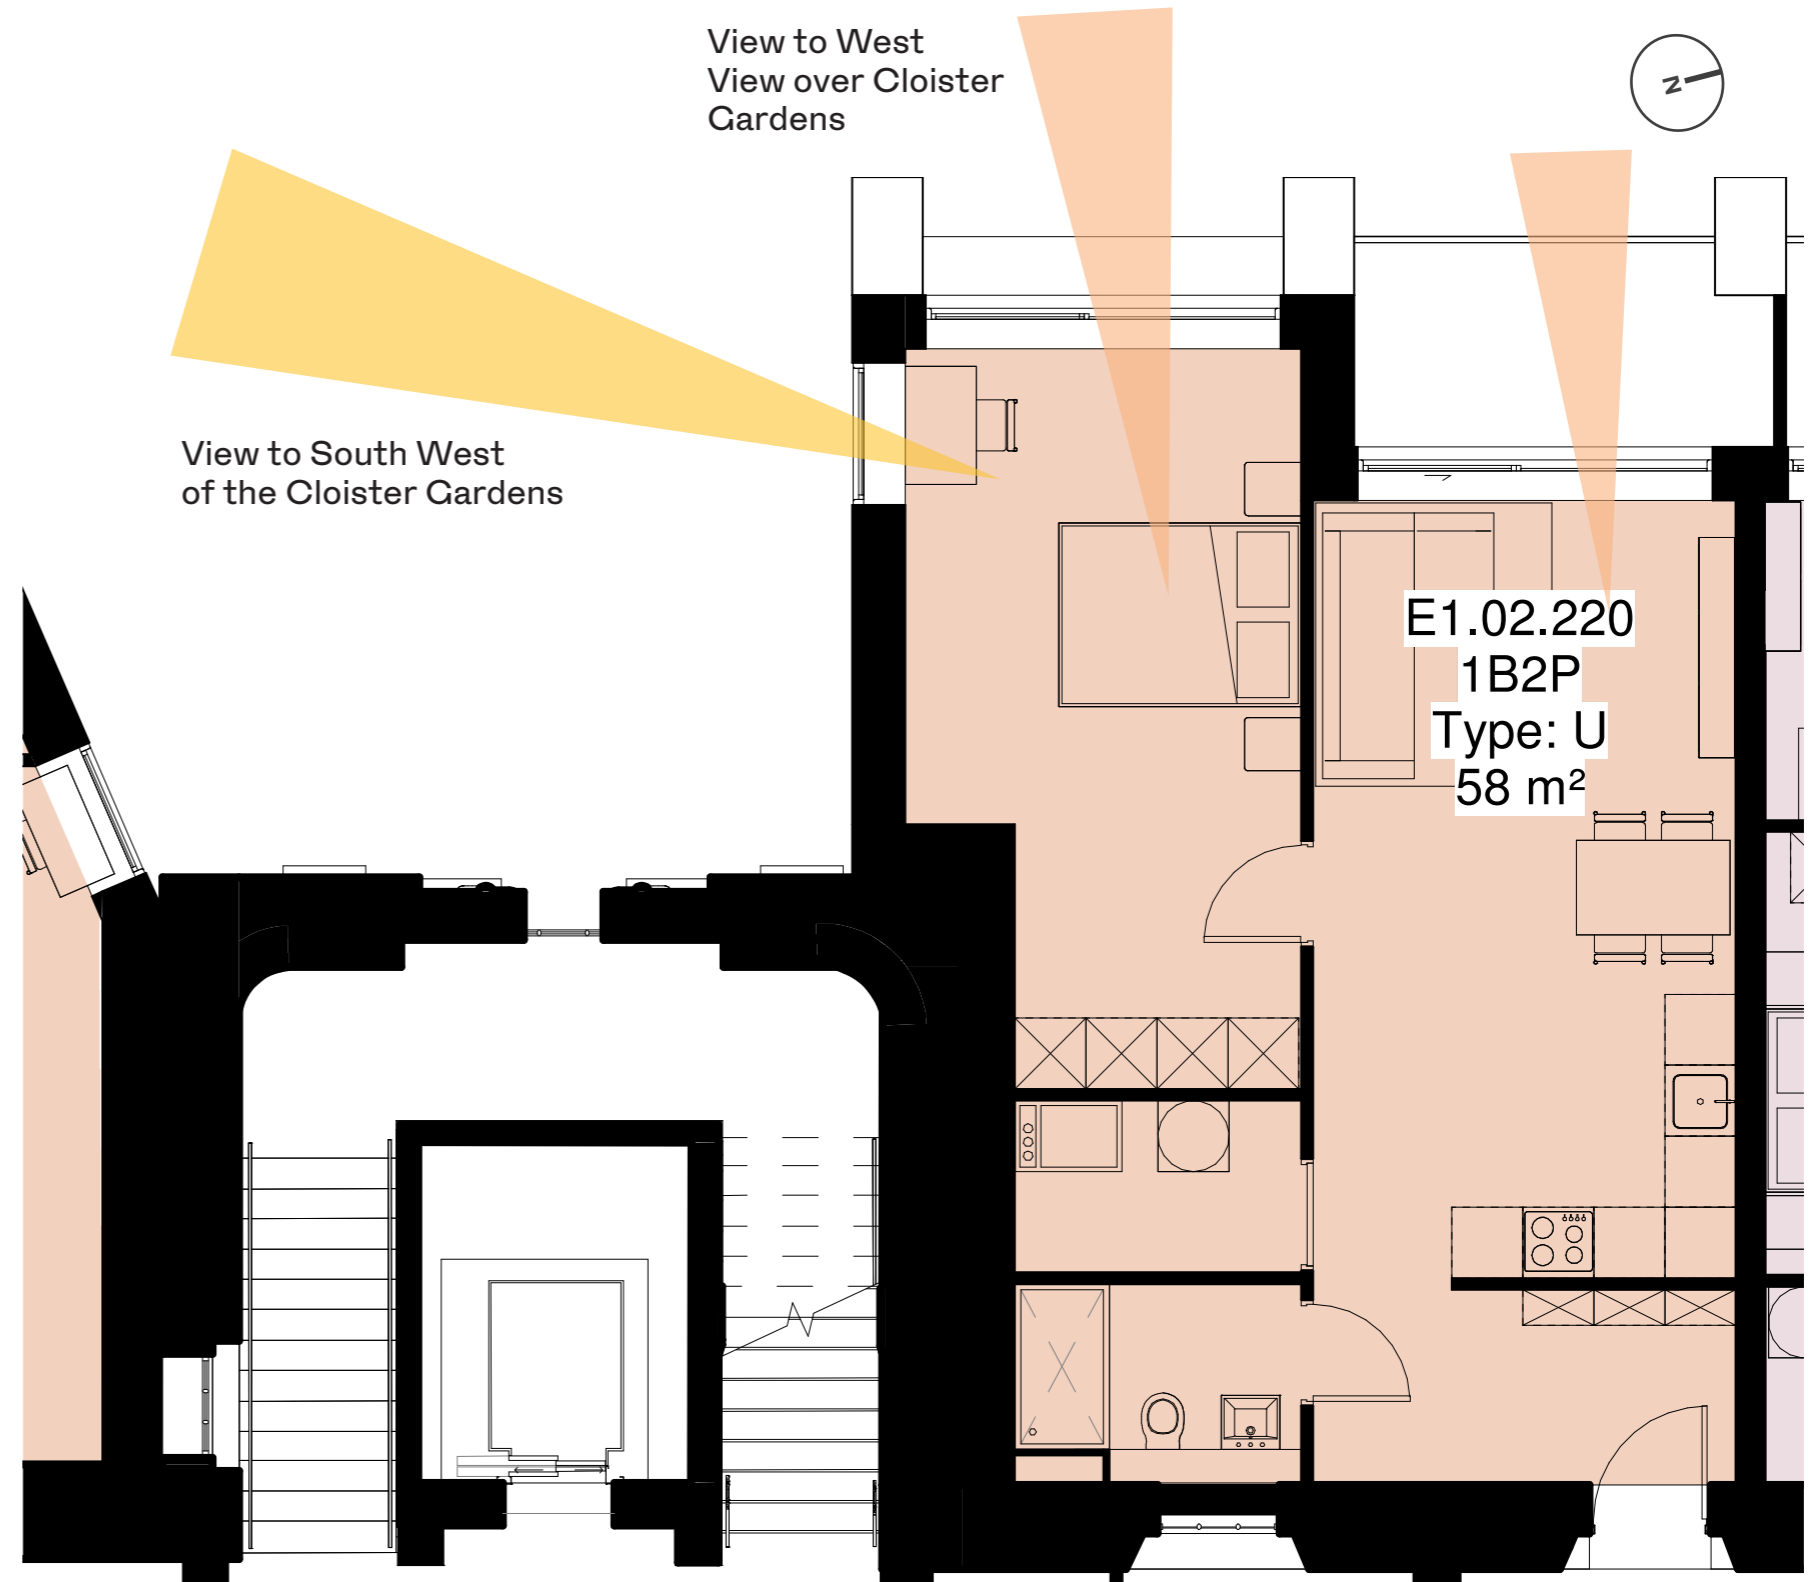 View to West
View over Cloister
Gardens
N
View to South West
of the Cloister Gardens
E1.02.220
1B2P
Type: U
58 m²